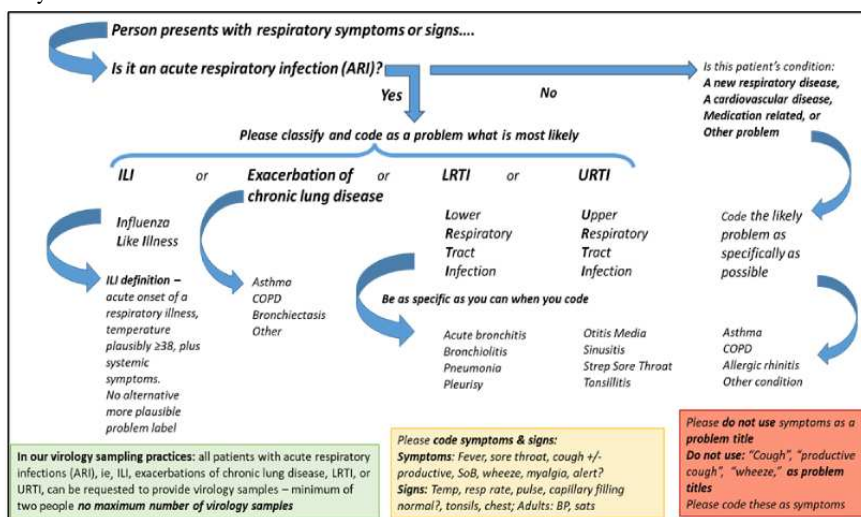 Person presents with respiratory symptoms or signs....
Is it an acute respiratory infection (ARI)?
Yes
No
Is this patient's condition:
A new respiratory disease,
A cardiovascular disease,
Medication related, or
Other problem
Please classify and code as a problem what is most likely
ILI or Exacerbation of chronic lung disease or LRTI or URTI
Influenza
Like Illness
Lower
Respiratory
Tract
Infection
Upper
Respiratory
Tract
Infection
Code the likely
problem as
specifically as
possible
ILI definition –
acute onset of a
respiratory illness,
temperature
plausibly ≥38, plus
systemic
symptoms.
No alternative
more plausible
problem label
Asthma
COPD
Bronchiectasis
Other
Be as specific as you can when you code
Acute bronchitis
Bronchiolitis
Pneumonia
Pleurisy
Otitis Media
Sinusitis
Strep Sore Throat
Tonsillitis
Asthma
COPD
Allergic rhinitis
Other condition
In our virology sampling practices: all patients with acute respiratory
infections (ARI), ie, ILI, exacerbations of chronic lung disease, LRTI, or
URTI, can be requested to provide virology samples – minimum of
two people no maximum number of virology samples
Please code symptoms & signs:
Symptoms: Fever, sore throat, cough +/-
productive, SoB, wheeze, myalgia, alert?
Signs: Temp, resp rate, pulse, capillary filling
normal?, tonsils, chest; Adults: BP, sats
Please do not use symptoms as a
problem title
Do not use: "Cough", "productive
cough", "wheeze," as problem
titles
Please code these as symptoms